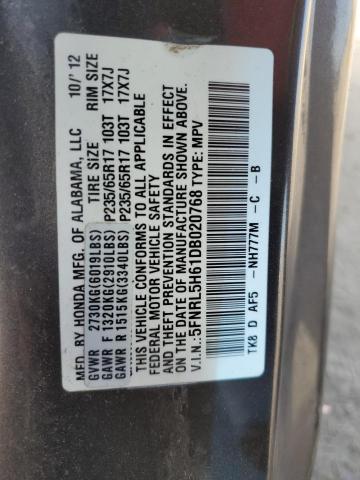 MFD. BY HONDA MFG. OF ALABAMA, LLC 10/'12
GVWR 2730KG(6019LBS) TIRE SIZE RIM SIZE
GAWR F 1320KG(2910LBS) P235/65R17 103T 17X7J
GAWR R 1515KG(3340LBS) P235/65R17 103T 17X7J
THIS VEHICLE CONFORMS TO ALL APPLICABLE
FEDERAL MOTOR VEHICLE SAFETY
AND THEFT PREVENTION STANDARDS IN EFFECT
ON THE DATE OF MANUFACTURE SHOWN ABOVE.
V.I.N.: 5FNRL5H61DB020768 TYPE: MPV
TK8 D AF5 -NH777M -C -B